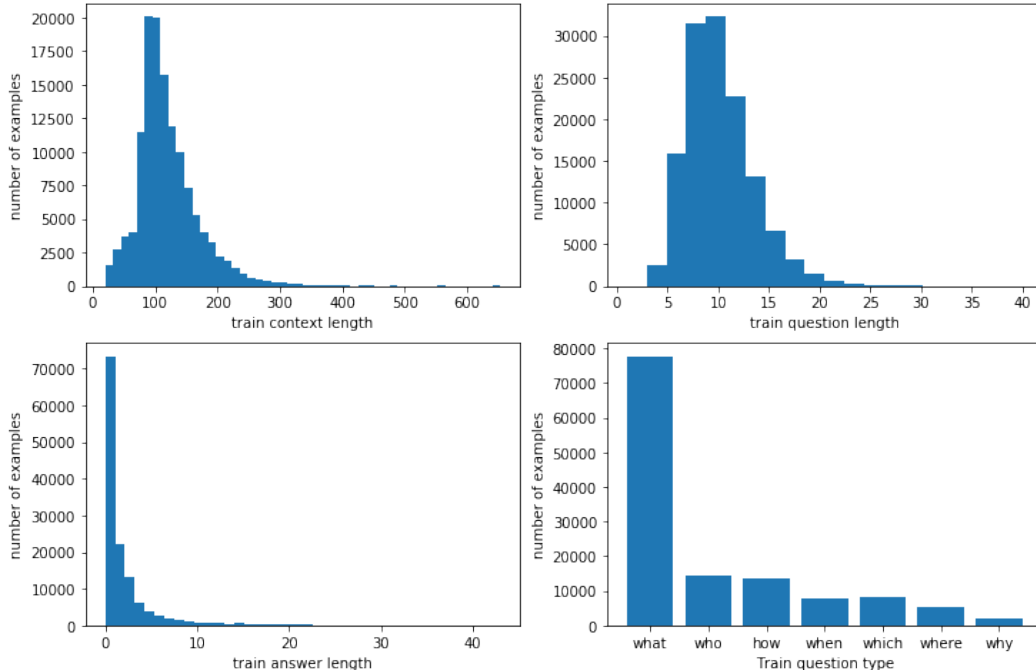 20000
17500
15000
12500
10000
7500
5000
2500
0
number of examples
0 100 200 300 400 500 600
train context length
30000
25000
20000
15000
10000
5000
0
number of examples
0 5 10 15 20 25 30 35 40
train question length
70000
60000
50000
40000
30000
20000
10000
0
number of examples
0 10 20 30 40
train answer length
80000
70000
60000
50000
40000
30000
20000
10000
0
number of examples
what who how when which where why
Train question type